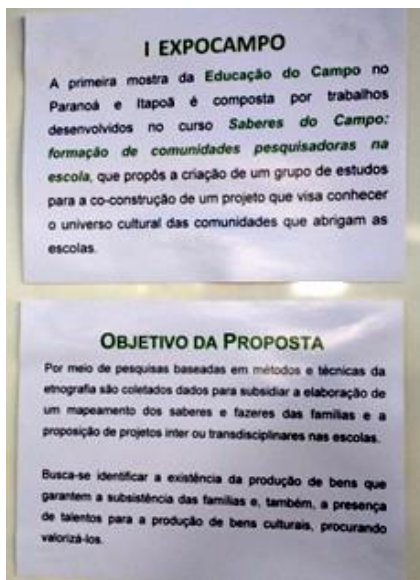 I EXPOCAMPO
A primeira mostra da Educação do Campo no
Paranoá e Itapoã é composta por trabalhos
desenvolvidos no curso Saberes do Campo:
formação de comunidades pesquisadoras na
escola, que propôs a criação de um grupo de estudos
para a co-construção de um projeto que visa conhecer
o universo cultural das comunidades que abrigam as
escolas.
OBJETIVO DA PROPOSTA
Por meio de pesquisas baseadas em métodos e técnicas da
etnografia são coletados dados para subsidiar a elaboração de
um mapeamento dos saberes e fazeres das famílias e a
proposição de projetos inter ou transdisciplinares nas escolas.
Busca-se identificar a existência da produção de bens que
garantem a subsistência das famílias e, também, a presença
de talentos para a produção de bens culturais, procurando
valorizá-los.